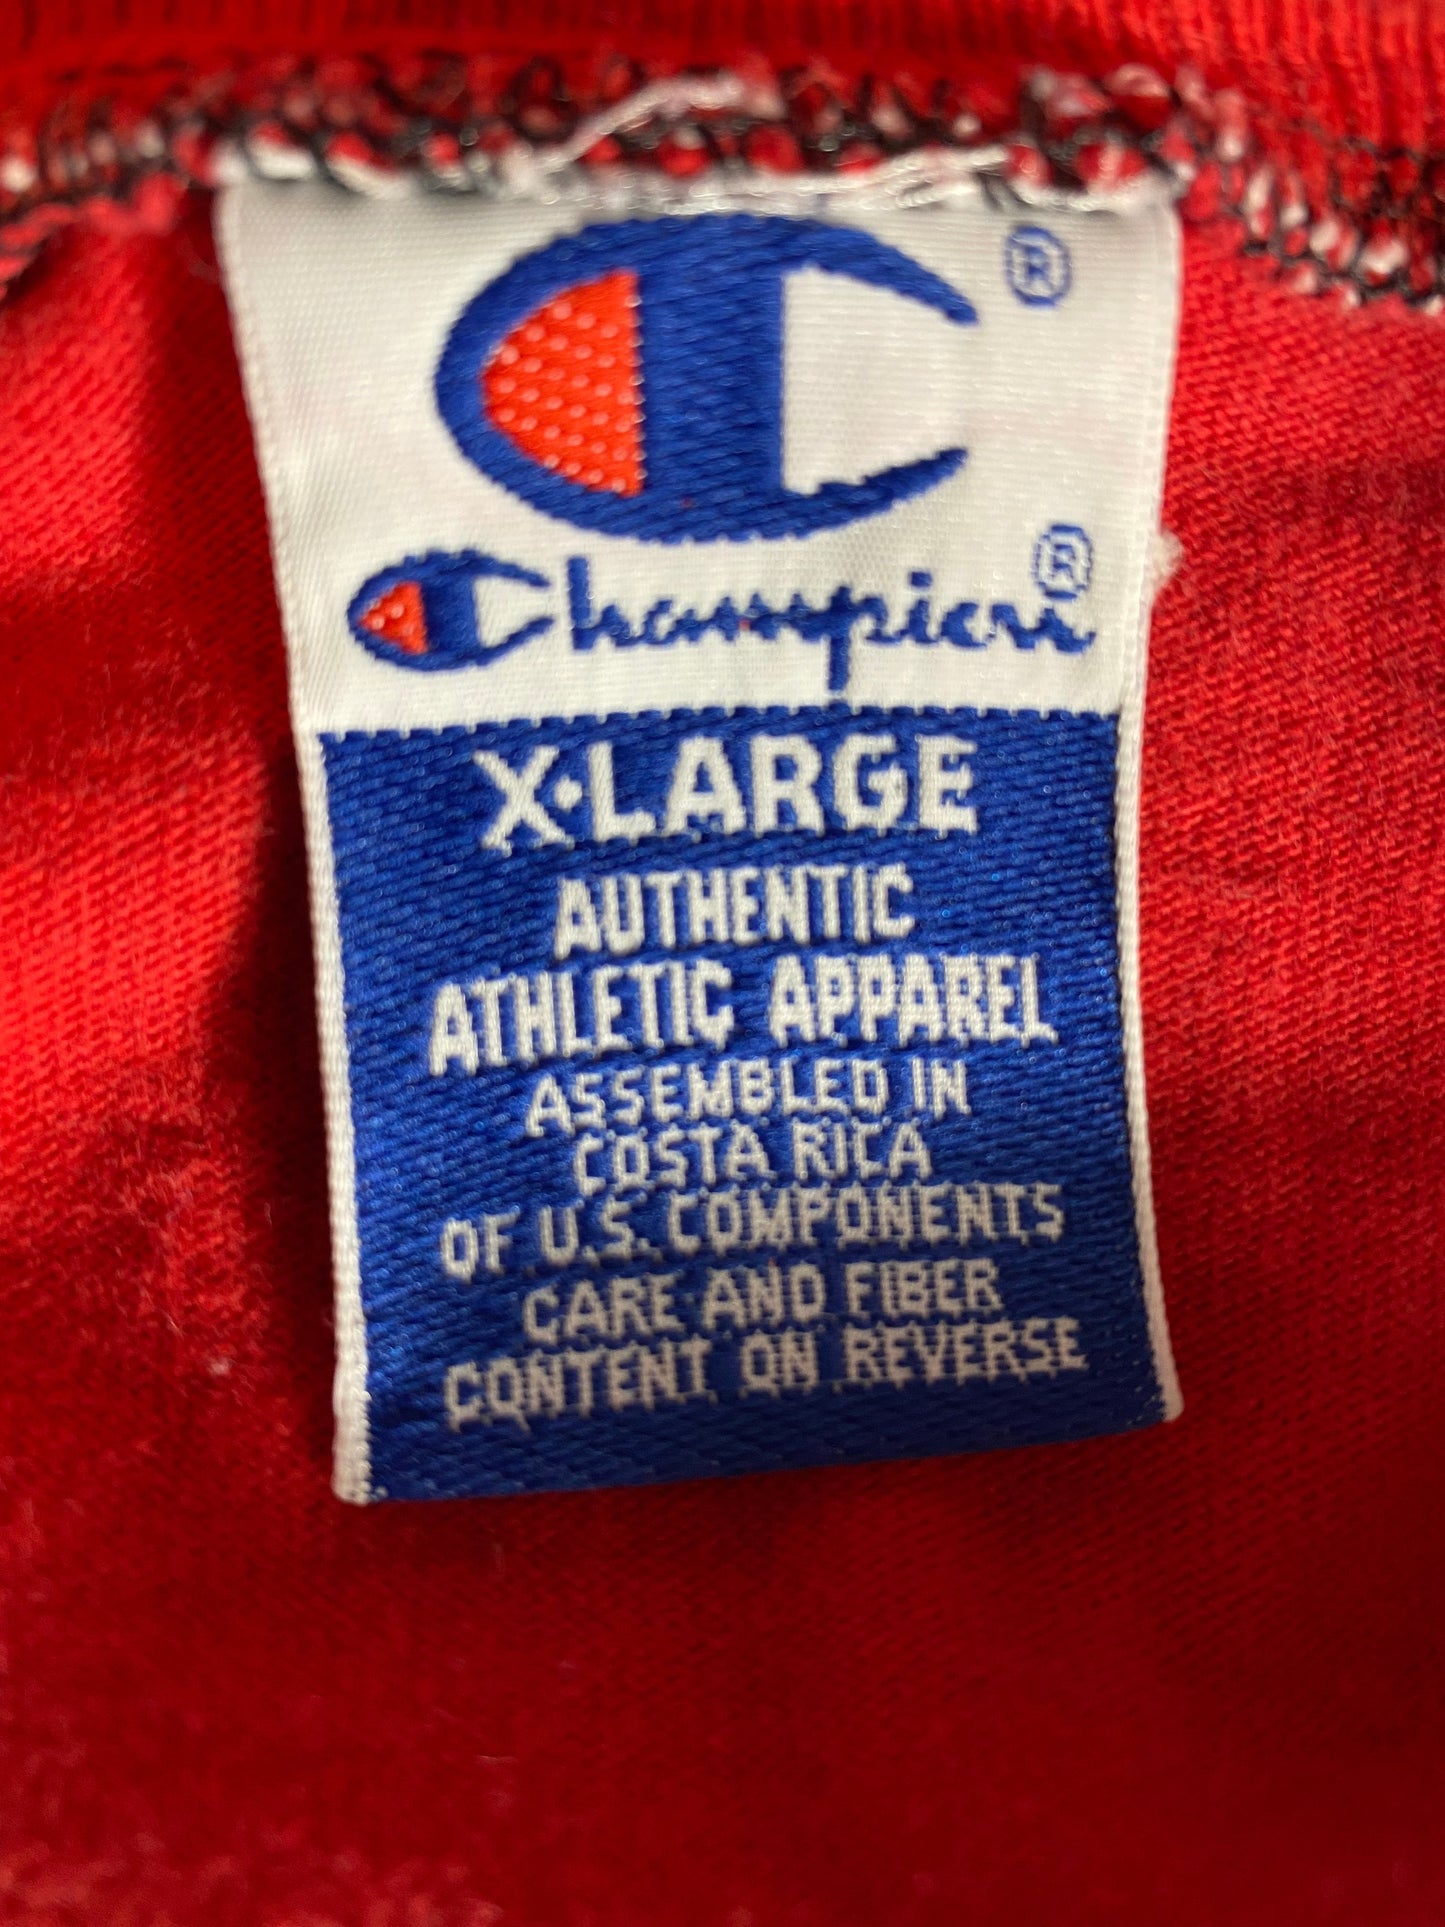 ®
Champion®
X-LARGE
AUTHENTIC
ATHLETIC APPAREL
ASSEMBLED IN
COSTA RICA
OF U.S. COMPONENTS
CARE AND FIBER
CONTENT ON REVERSE